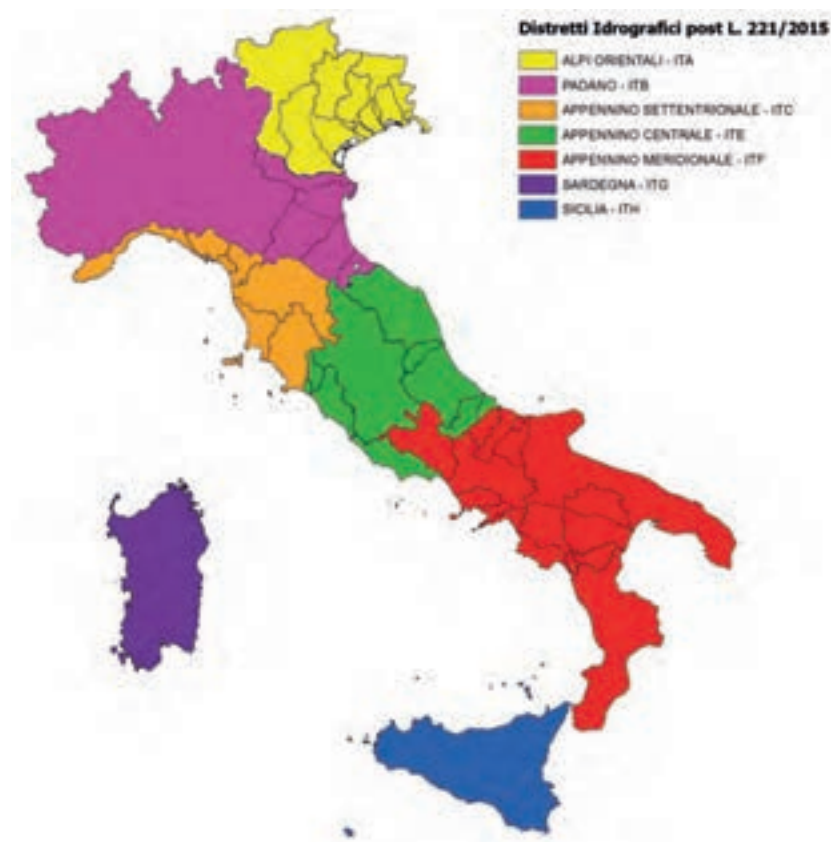 Distretti Idrografici post L. 221/2015
ALPI ORIENTALI - ITA
PADANO - ITB
APPENNINO SETTENTRIONALE - ITC
APPENNINO CENTRALE - ITE
APPENNINO MERIDIONALE - ITF
SARDEGNA - ITG
SICILIA - ITH